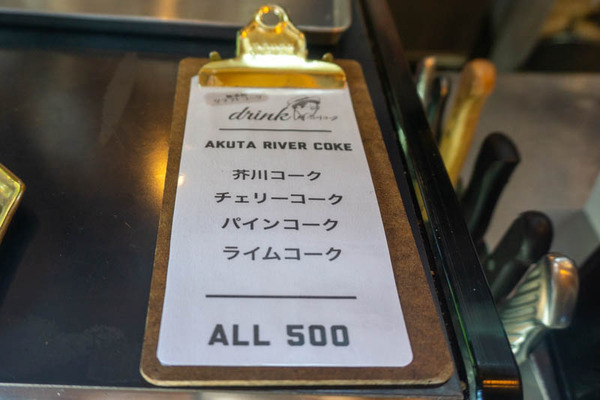 drink
AKUTA RIVER COKE
芥川コーク
チェリーコーク
パインコーク
ライムコーク
ALL 500